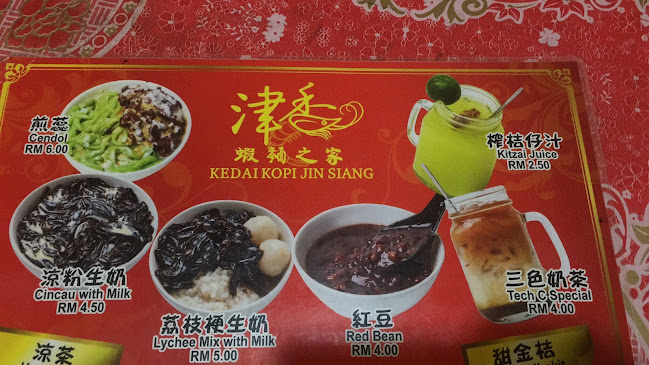 津香
蝦捕之家
KEDAI KOPI JIN SIANG
煎蕊
Cendol
RM 6.00
榨桔仔汁
Kitzai Juice
RM 2.50
涼粉生奶
Cincau with Milk
RM 4.50
荔枝梗生奶
Lychee Mix with Milk
RM 5.00
紅豆
Red Bean
RM 4.00
三色奶茶
Tech C Special
RM 4.00
涼茶
甜金桔